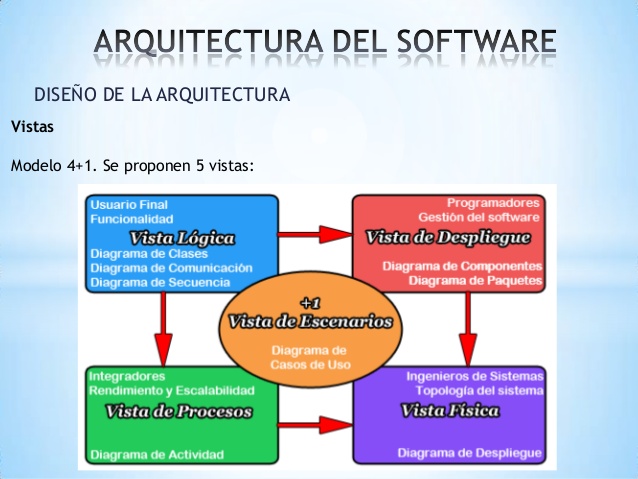 ARQUITECTURA DEL SOFTWARE
DISEÑO DE LA ARQUITECTURA
Vistas
Modelo 4+1. Se proponen 5 vistas:
Usuario Final
Funcionalidad
Vista Lógica
Diagrama de Clases
Diagrama de Comunicación
Diagrama de Secuencia
Programadores
Gestión del software
Vista de Despliegue
Diagrama de Componentes
Diagrama de Paquetes
+1
Vista de Escenarios
Diagrama de
Casos de Uso
Integradores
Rendimiento y Escalabilidad
Vista de Procesos
Diagrama de Actividad
Ingenieros de Sistemas
Topología del sistema
Vista Física
Diagrama de Despliegue